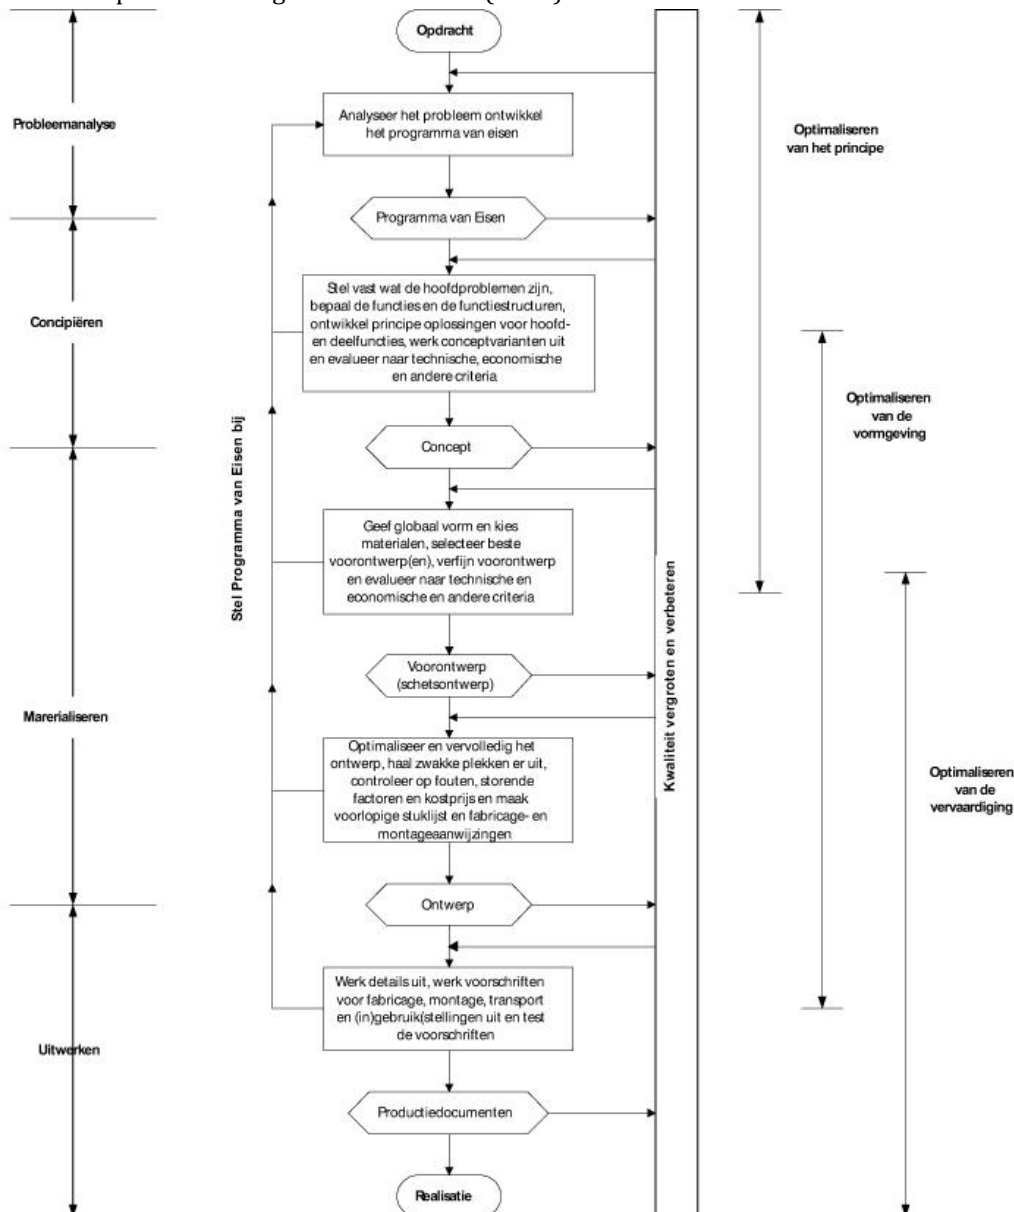 Opdracht
Probleemanalyse
Analyseer het probleem ontwikkel
het programma van eisen
Optimaliseren
van het principe
Programma van Eisen
Concipiëren
Stel vast wat de hoofdproblemen zijn,
bepaal de functies en de functiestructuren,
ontwikkel principe oplossingen voor hoofd-
en deelfuncties, werk conceptvarianten uit
en evalueer naar technische, economische
en andere criteria
Optimaliseren
van de
vormgeving
Stel Programma van Eisen bij
Concept
Geef globaal vorm en kies
materialen, selecteer beste
voorontwerp(en), verfijn voorontwerp
en evalueer naar technische en
economische en andere criteria
Kwaliteit vergroten en verbeteren
Voorontwerp
(schetsontwerp)
Marerialiseren
Optimaliseer en vervolledig het
ontwerp, haal zwakke plekken er uit,
controleer op fouten, storende
factoren en kostprijs en maak
voorlopige stuklijst en fabricage- en
montageaanwijzingen
Optimaliseren
van de
vervaardiging
Ontwerp
Werk details uit, werk voorschriften
voor fabricage, montage, transport
en (in)gebruik(stellingen uit en test
de voorschriften
Uitwerken
Productiedocumenten
Realisatie